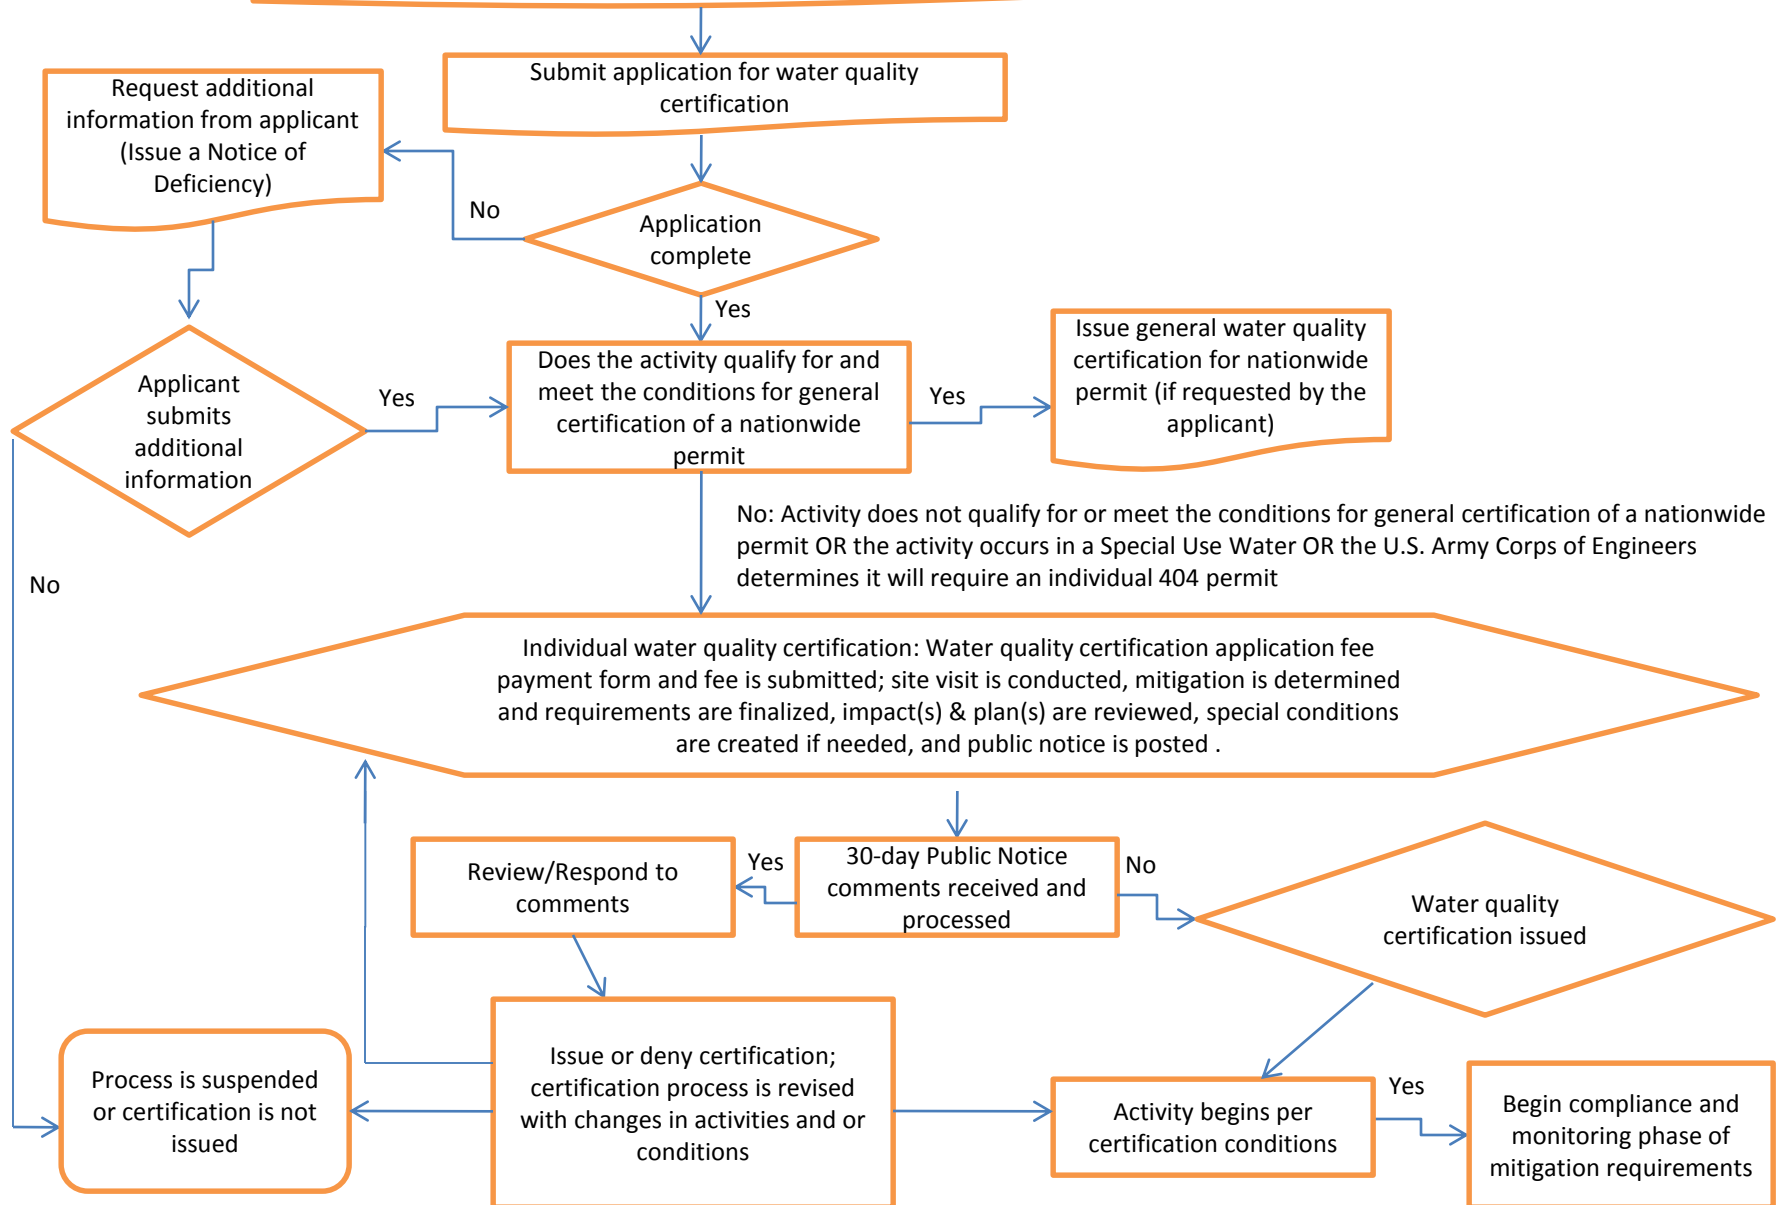 Submit application for water quality
certification
Request additional
information from applicant
(Issue a Notice of
Deficiency)
No
Application
complete
Yes
Issue general water quality
certification for nationwide
permit (if requested by the
applicant)
Does the activity qualify for and
meet the conditions for general
certification of a nationwide
permit
Yes
Applicant
submits
additional
information
Yes
No: Activity does not qualify for or meet the conditions for general certification of a nationwide
permit OR the activity occurs in a Special Use Water OR the U.S. Army Corps of Engineers
determines it will require an individual 404 permit
No
Individual water quality certification: Water quality certification application fee
payment form and fee is submitted; site visit is conducted, mitigation is determined
and requirements are finalized, impact(s) & plan(s) are reviewed, special conditions
are created if needed, and public notice is posted .
Review/Respond to
comments
Yes
30-day Public Notice
comments received and
processed
No
Water quality
certification issued
Process is suspended
or certification is not
issued
Issue or deny certification;
certification process is revised
with changes in activities and or
conditions
Activity begins per
certification conditions
Yes
Begin compliance and
monitoring phase of
mitigation requirements